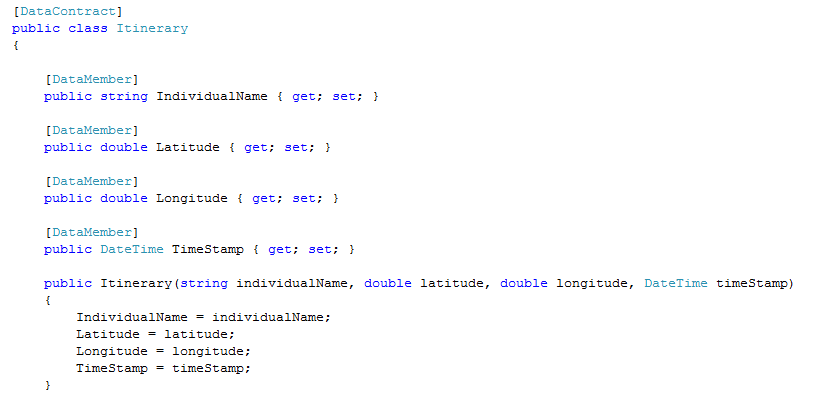 [DataContract]
public class Itinerary
{
[DataMember]
public string IndividualName { get; set; }
[DataMember]
public double Latitude { get; set; }
[DataMember]
public double Longitude { get; set; }
[DataMember]
public DateTime TimeStamp { get; set; }
public Itinerary(string individualName, double latitude, double longitude, DateTime timeStamp)
{
IndividualName = individualName;
Latitude = latitude;
Longitude = longitude;
TimeStamp = timeStamp;
}